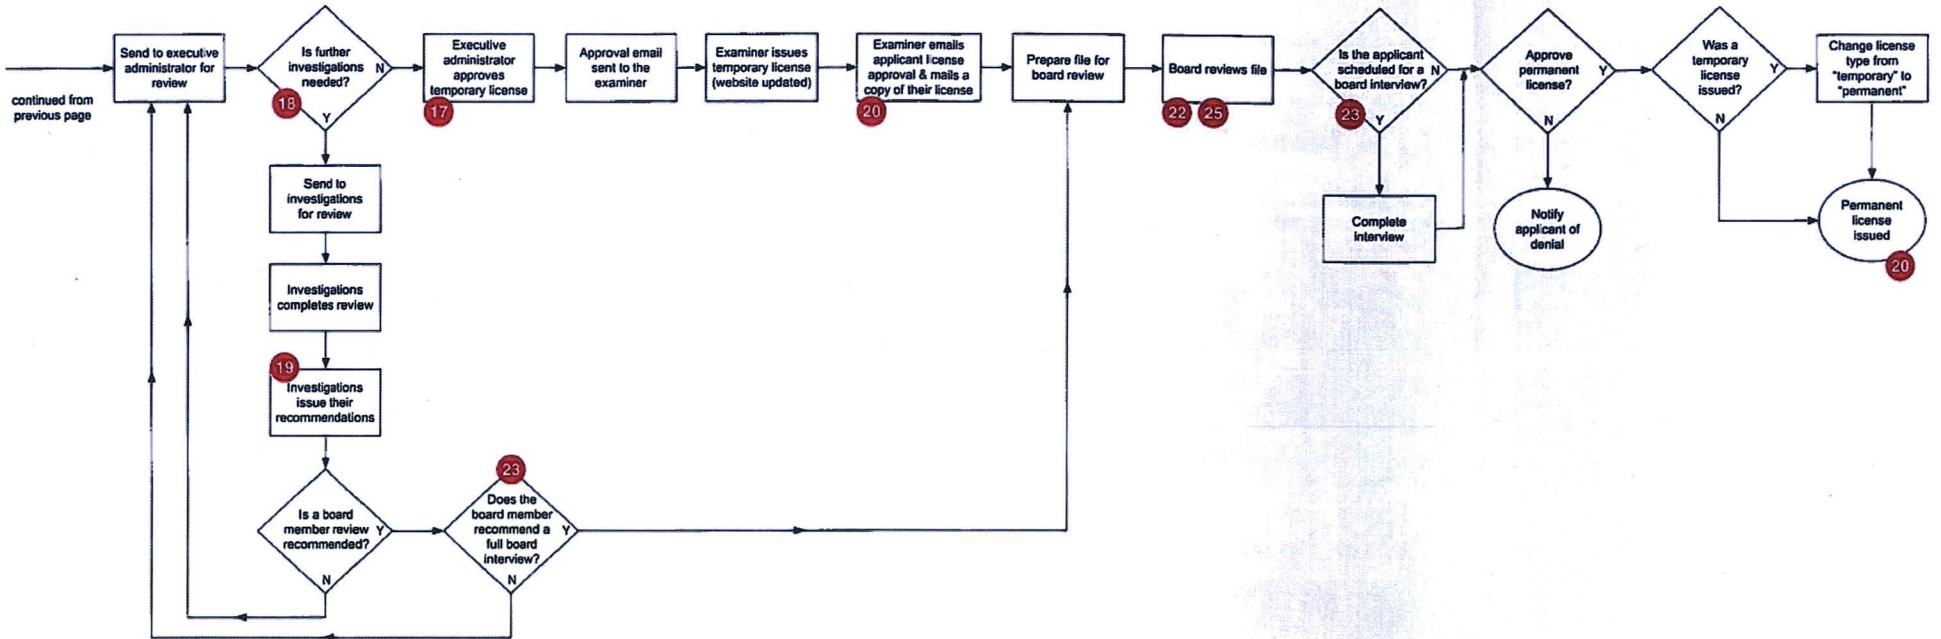 continued from
previous page
Send to executive
administrator for
review
Is further
investigations
needed?
N
Y
18
Executive
administrator
approves
temporary license
17
Approval email
sent to the
examiner
Examiner issues
temporary license
(website updated)
Examiner emails
applicant license
approval & mails a
copy of their license
20
Prepare file for
board review
Board reviews file
22
25
Is the applicant
scheduled for a
board interview?
N
Y
23
Approve
permanent
license?
Y
N
Was a
temporary
license
issued?
Y
N
Change license
type from
"temporary" to
"permanent"
Send to
investigations
for review
Complete
interview
Notify
applicant of
denial
Permanent
license
issued
20
Investigations
completes review
19
Investigations
issue their
recommendations
Is a board
member review
recommended?
Y
N
23
Does the
board member
recommend a
full board
interview?
Y
N